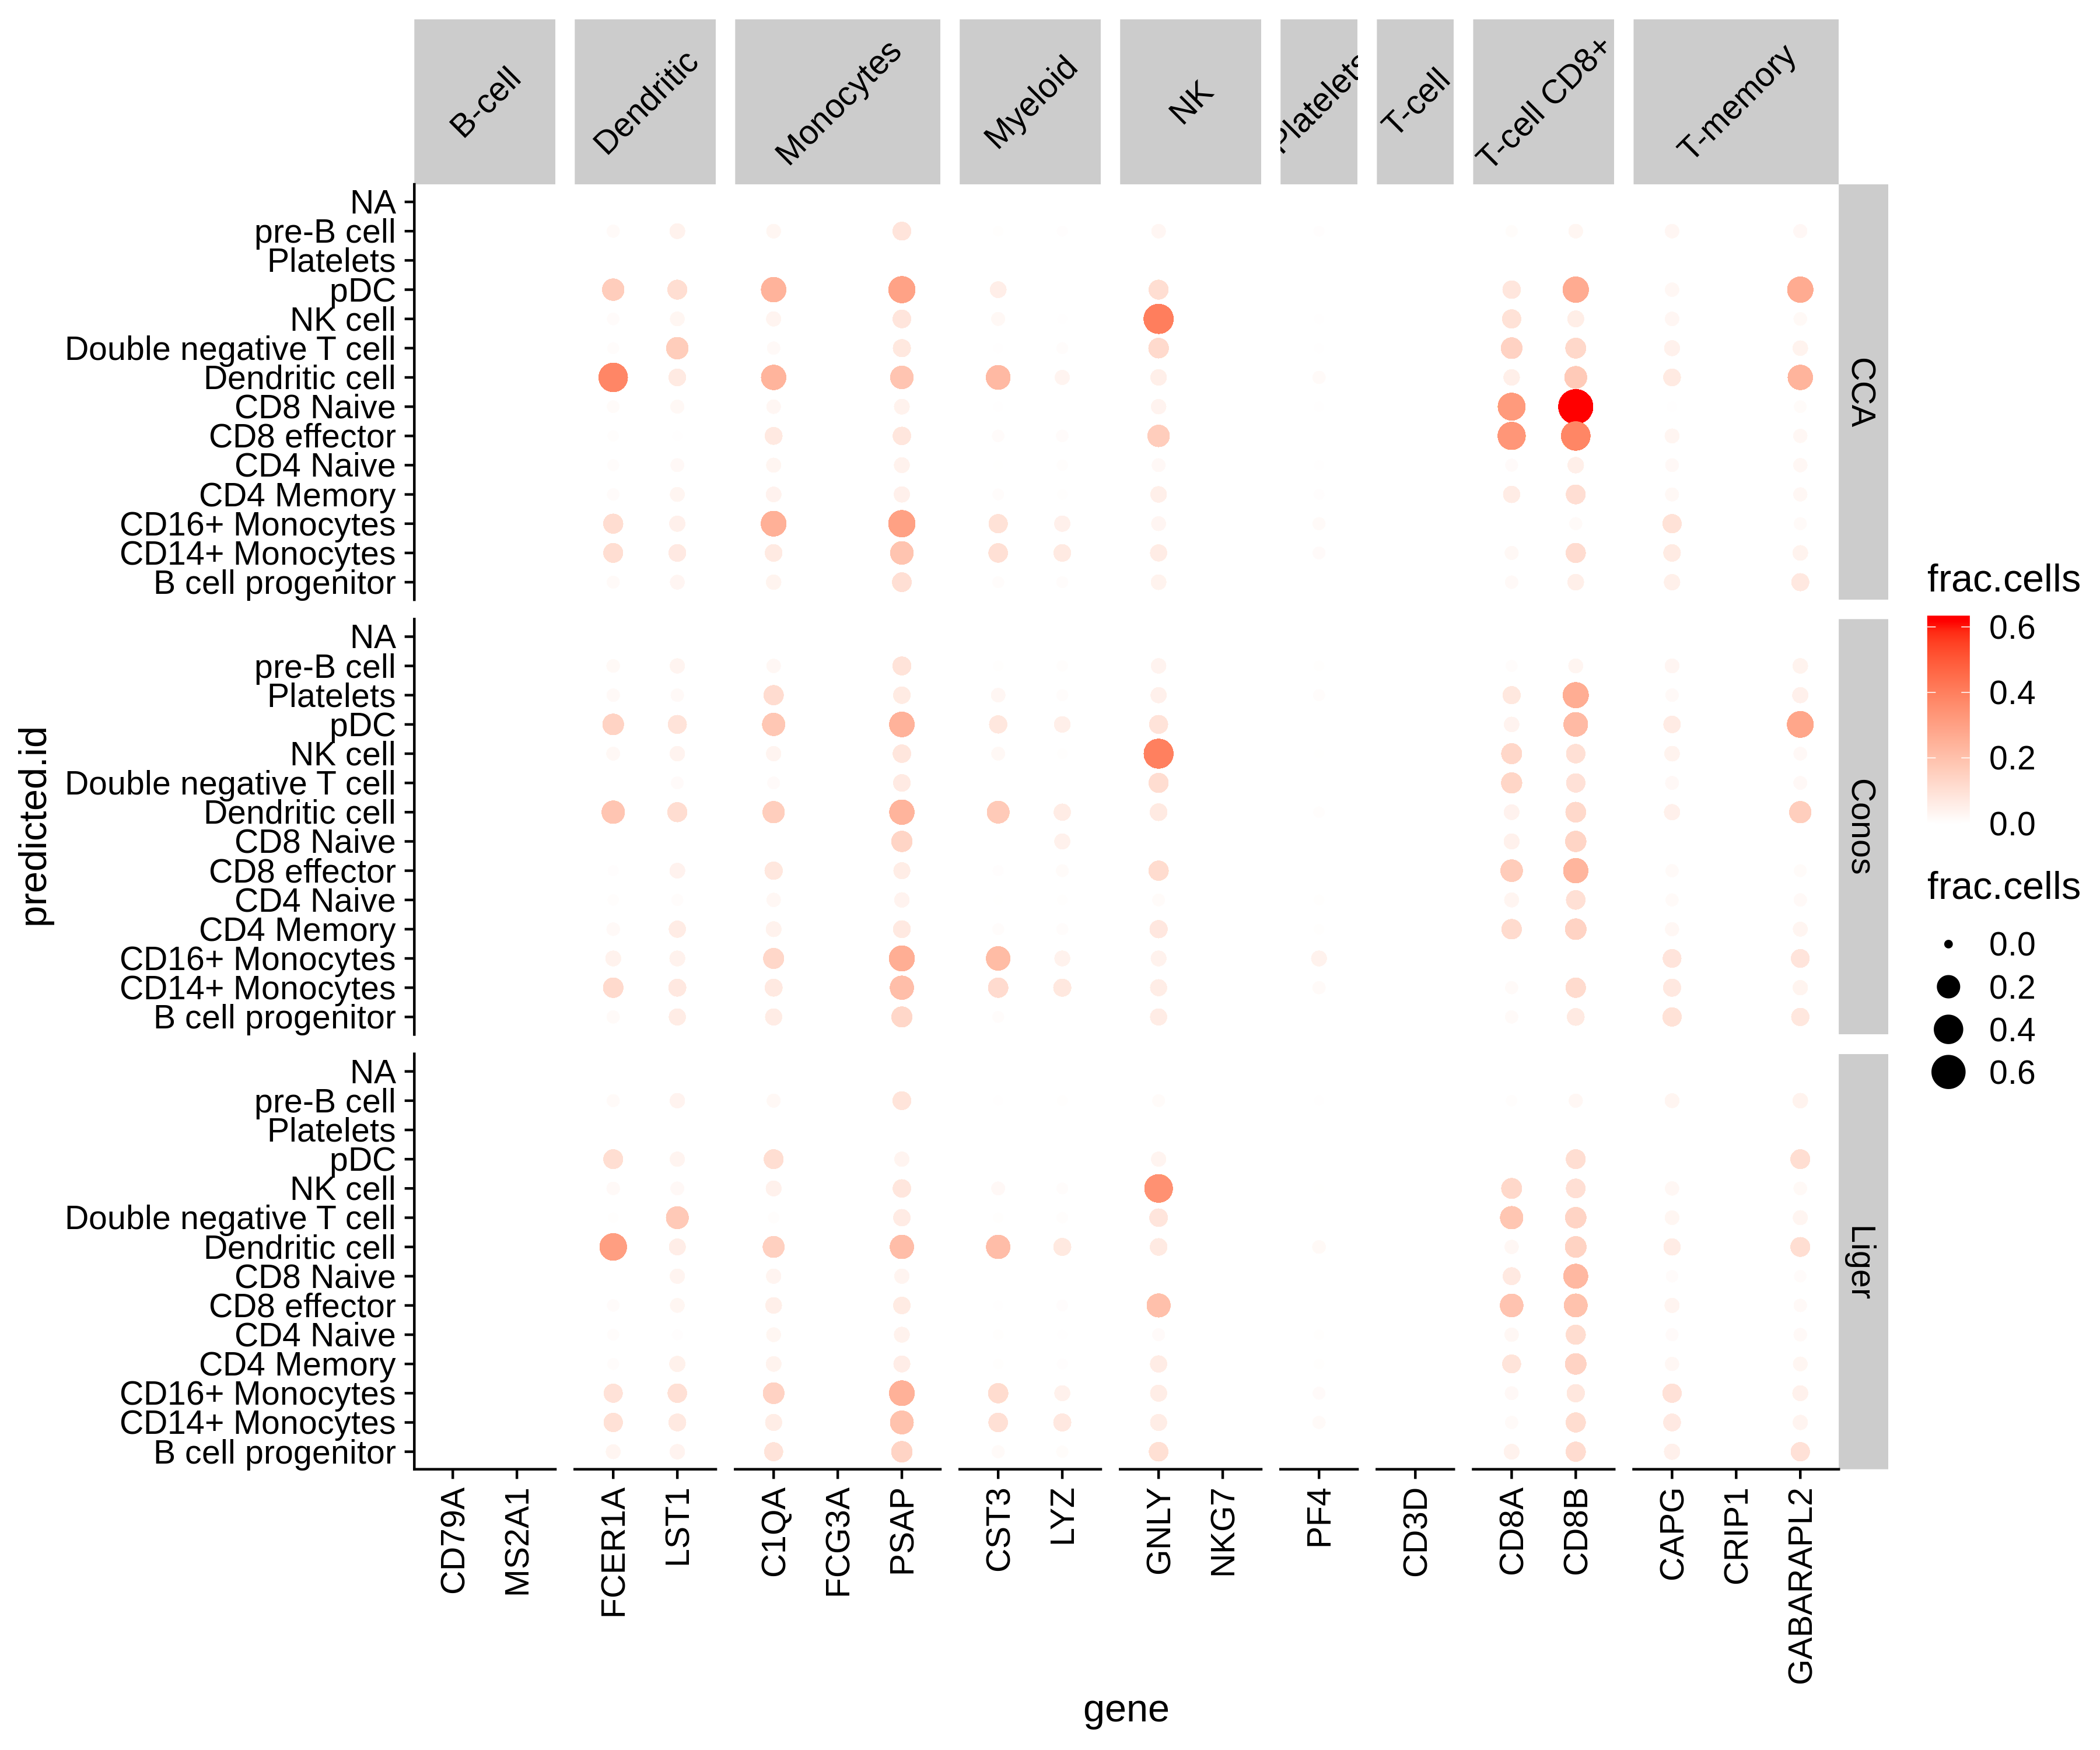 B-cell
Dendritic
Monocytes
Myeloid
NK
Platelets
T-cell
T-cell CD8+
T-memory
NA
pre-B cell
Platelets
pDC
NK cell
Double negative T cell
Dendritic cell
CD8 Naive
CD8 effector
CD4 Naive
CD4 Memory
CD16+ Monocytes
CD14+ Monocytes
B cell progenitor
CCA
NA
pre-B cell
Platelets
pDC
NK cell
Double negative T cell
Dendritic cell
CD8 Naive
CD8 effector
CD4 Naive
CD4 Memory
CD16+ Monocytes
CD14+ Monocytes
B cell progenitor
Conos
NA
pre-B cell
Platelets
pDC
NK cell
Double negative T cell
Dendritic cell
CD8 Naive
CD8 effector
CD4 Naive
CD4 Memory
CD16+ Monocytes
CD14+ Monocytes
B cell progenitor
Liger
predicted.id
CD79A
MS2A1
FCER1A
LST1
C1QA
FCG3A
PSAP
CST3
LYZ
GNLY
NKG7
PF4
CD3D
CD8A
CD8B
CAPG
CRIP1
GABARAPL2
gene
frac.cells
0.6
0.4
0.2
0.0
frac.cells
0.0
0.2
0.4
0.6